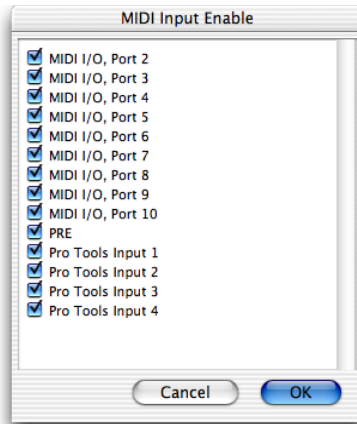 MIDI Input Enable
MIDI I/O, Port 2
MIDI I/O, Port 3
MIDI I/O, Port 4
MIDI I/O, Port 5
MIDI I/O, Port 6
MIDI I/O, Port 7
MIDI I/O, Port 8
MIDI I/O, Port 9
MIDI I/O, Port 10
PRE
Pro Tools Input 1
Pro Tools Input 2
Pro Tools Input 3
Pro Tools Input 4
Cancel OK